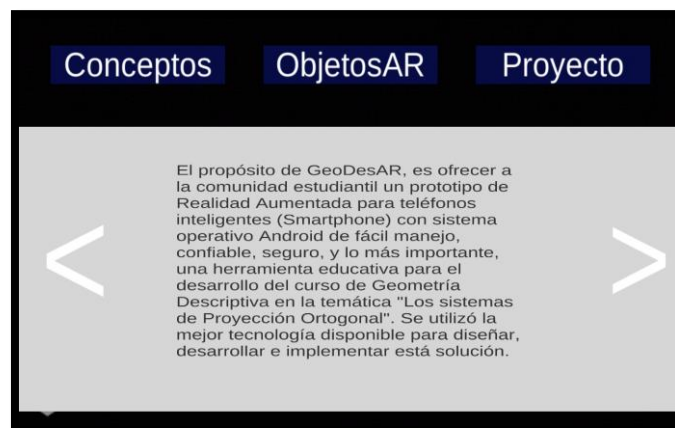 Conceptos ObjetosAR Proyecto
El propósito de GeoDesAR, es ofrecer a
la comunidad estudiantil un prototipo de
Realidad Aumentada para teléfonos
inteligentes (Smartphone) con sistema
operativo Android de fácil manejo,
confiable, seguro, y lo más importante,
una herramienta educativa para el
desarrollo del curso de Geometría
Descriptiva en la temática "Los sistemas
de Proyección Ortogonal". Se utilizó la
mejor tecnología disponible para diseñar,
desarrollar e implementar está solución.
< >